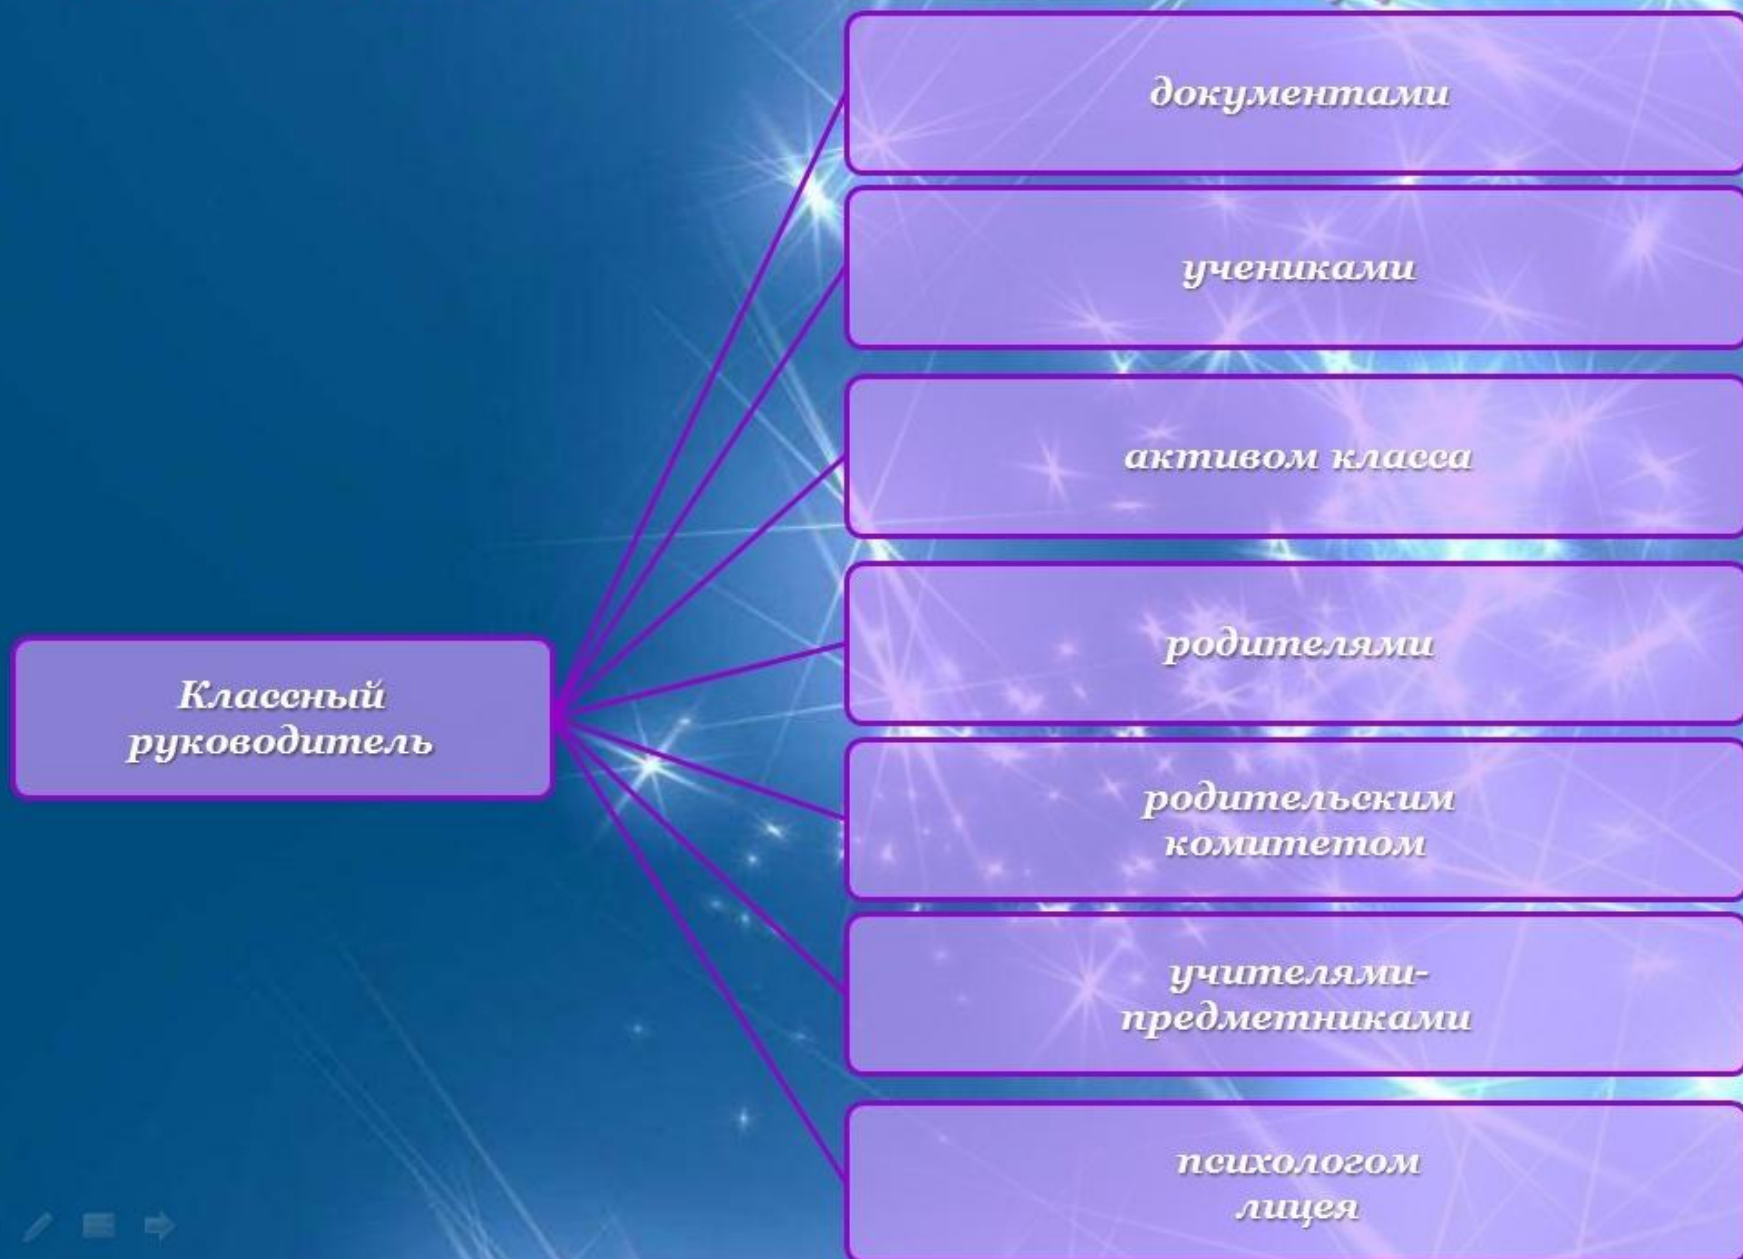 документами
учениками
активом класса
родителями
Классный
руководитель
родительским
комитетом
учителями-
предметниками
психологом
лицея